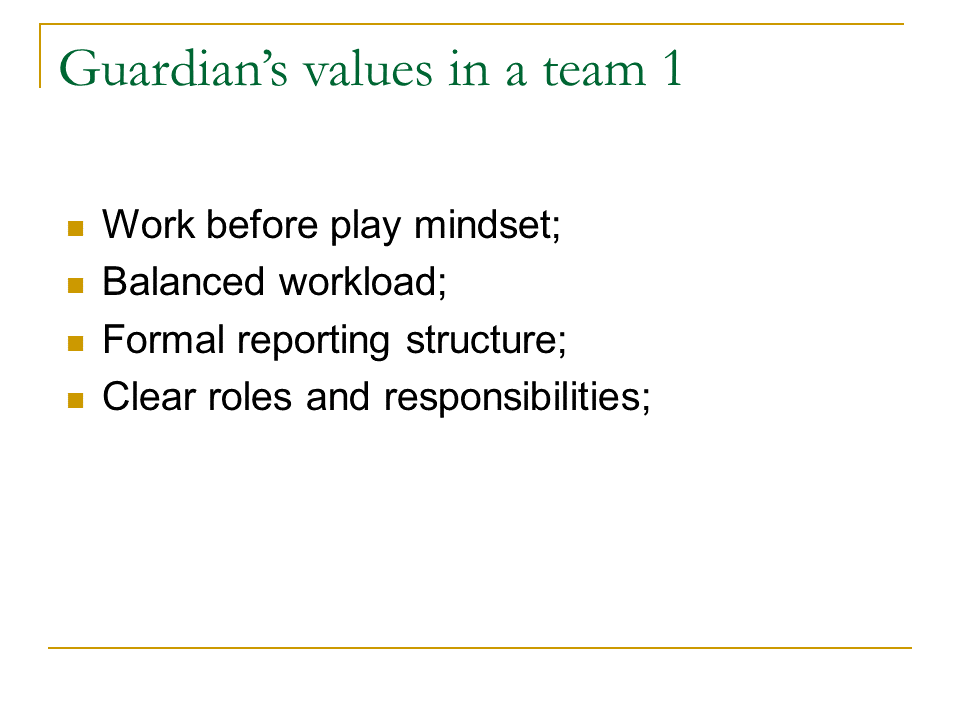 Guardian’s values in a team 1
Work before play mindset;
Balanced workload;
Formal reporting structure;
Clear roles and responsibilities;